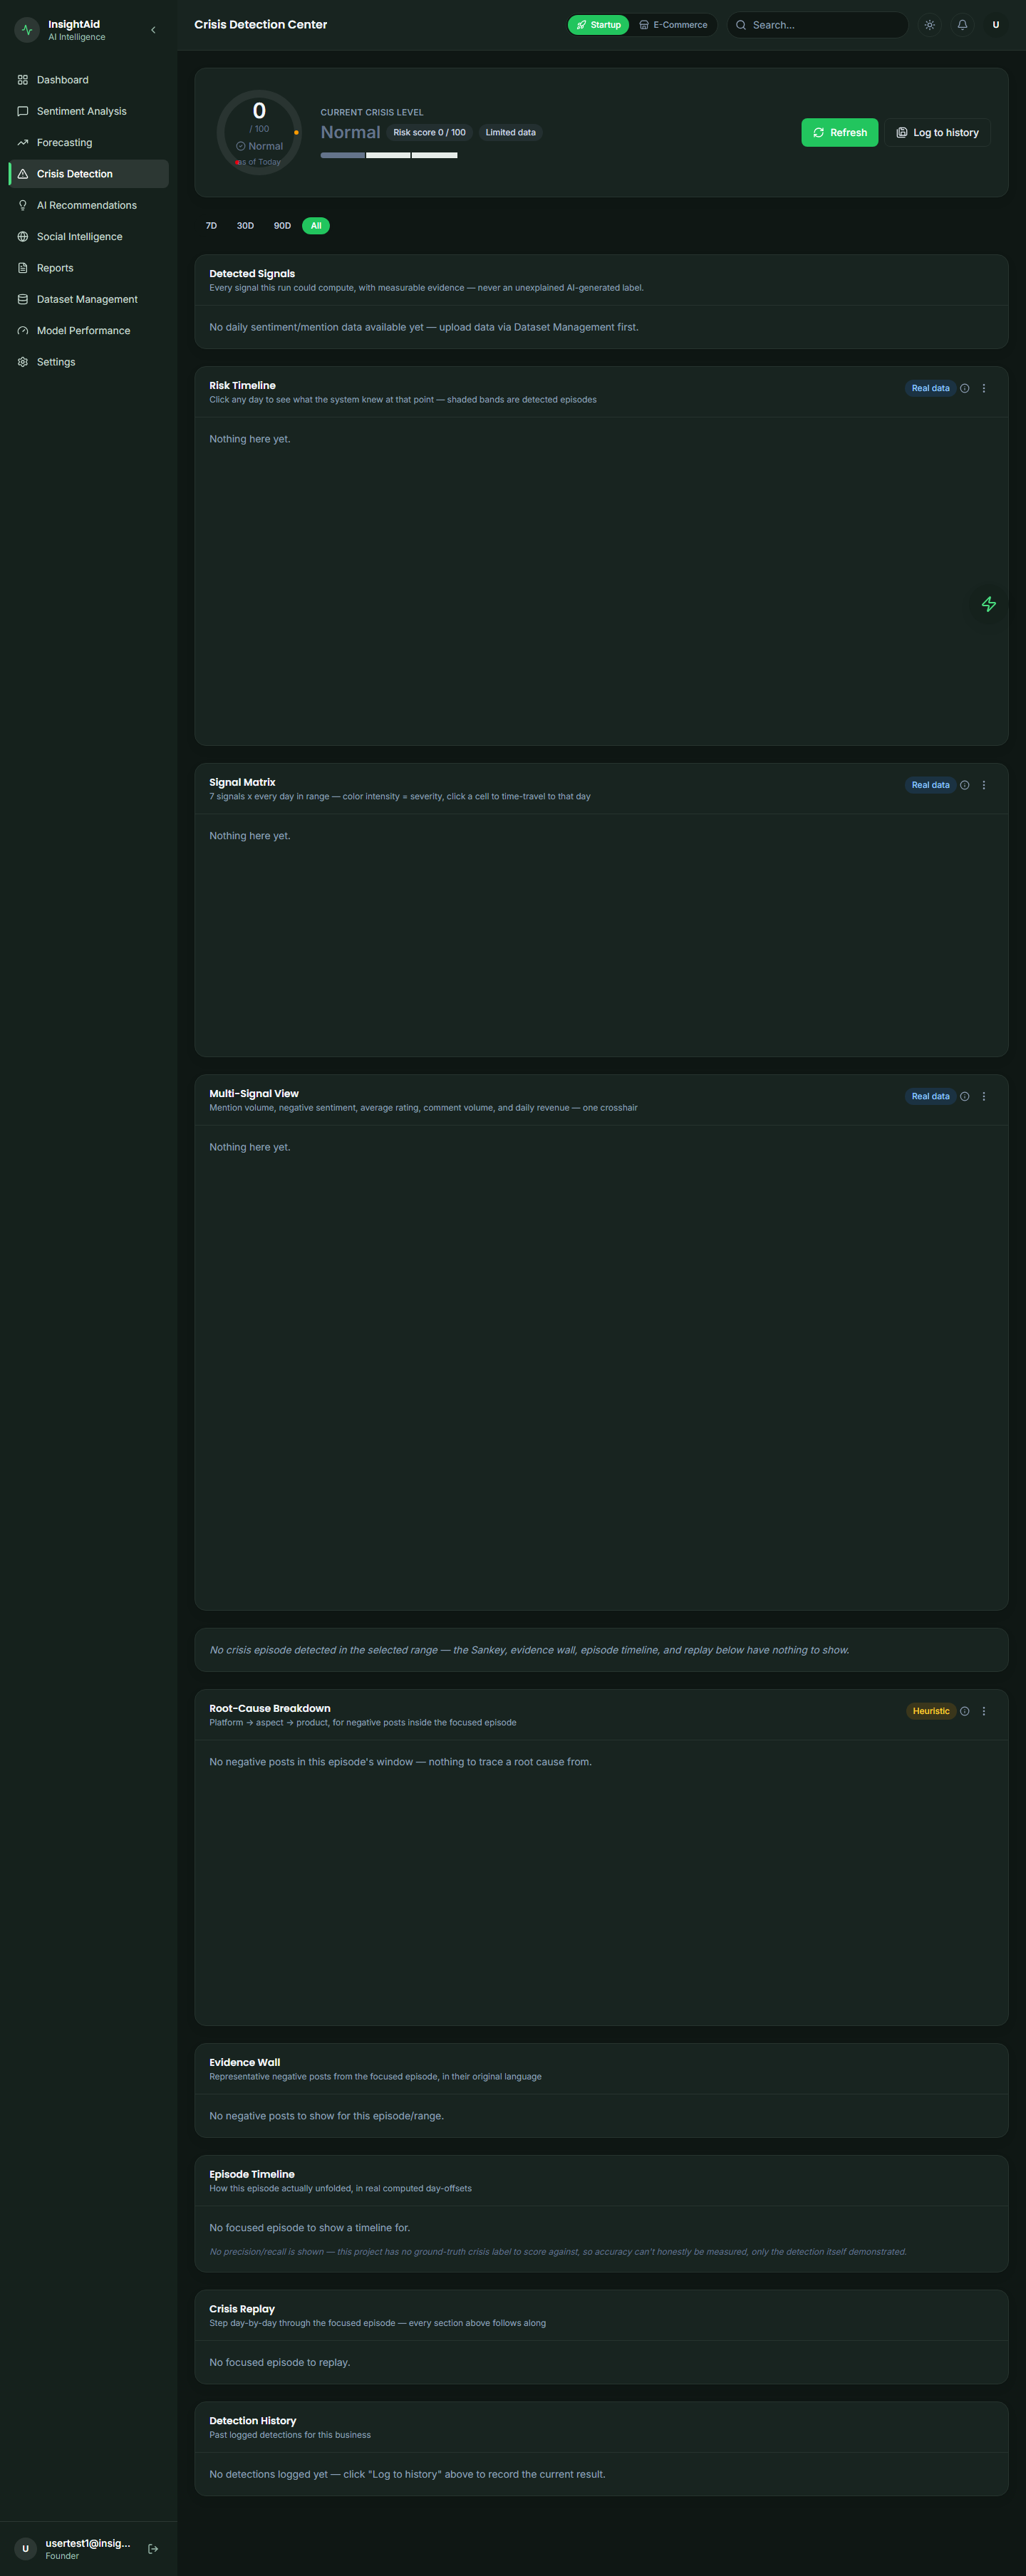 InsightAid
AI Intelligence
Dashboard
Sentiment Analysis
Forecasting
Crisis Detection
AI Recommendations
Social Intelligence
Reports
Dataset Management
Model Performance
Settings
usertest1@insig...
U
Founder
Crisis Detection Center
Startup
E-Commerce
Search...
U
0
/ 100
Normal
as of Today
CURRENT CRISIS LEVEL
Normal
Risk score 0 / 100
Limited data
Refresh
Log to history
7D
30D
90D
All
Detected Signals
Every signal this run could compute, with measurable evidence — never an unexplained AI-generated label.
No daily sentiment/mention data available yet — upload data via Dataset Management first.
Risk Timeline
Click any day to see what the system knew at that point — shaded bands are detected episodes
Real data
Nothing here yet.
Signal Matrix
7 signals x every day in range — color intensity = severity, click a cell to time-travel to that day
Real data
Nothing here yet.
Multi-Signal View
Mention volume, negative sentiment, average rating, comment volume, and daily revenue — one crosshair
Real data
Nothing here yet.
No crisis episode detected in the selected range — the Sankey, evidence wall, episode timeline, and replay below have nothing to show.
Root-Cause Breakdown
Platform → aspect → product, for negative posts inside the focused episode
Heuristic
No negative posts in this episode's window — nothing to trace a root cause from.
Evidence Wall
Representative negative posts from the focused episode, in their original language
No negative posts to show for this episode/range.
Episode Timeline
How this episode actually unfolded, in real computed day-offsets
No focused episode to show a timeline for.
No precision/recall is shown — this project has no ground-truth crisis label to score against, so accuracy can't honestly be measured, only the detection itself demonstrated.
Crisis Replay
Step day-by-day through the focused episode — every section above follows along
No focused episode to replay.
Detection History
Past logged detections for this business
No detections logged yet — click "Log to history" above to record the current result.